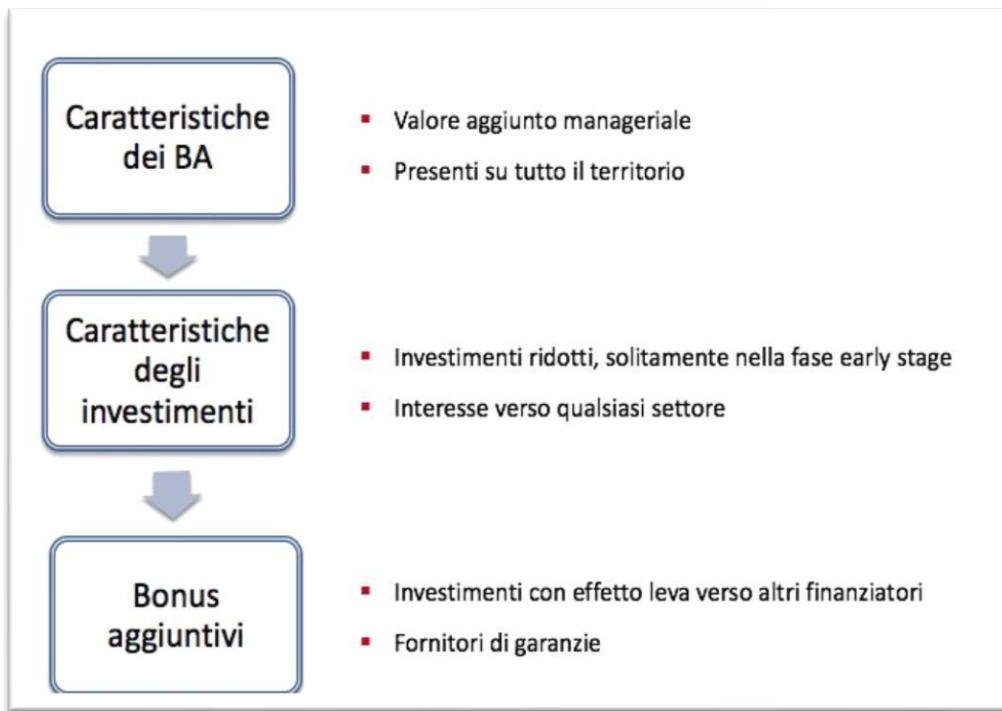 Caratteristiche
dei BA
▪ Valore aggiunto manageriale
▪ Presenti su tutto il territorio
Caratteristiche
degli
investimenti
▪ Investimenti ridotti, solitamente nella fase early stage
▪ Interesse verso qualsiasi settore
Bonus
aggiuntivi
▪ Investimenti con effetto leva verso altri finanziatori
▪ Fornitori di garanzie